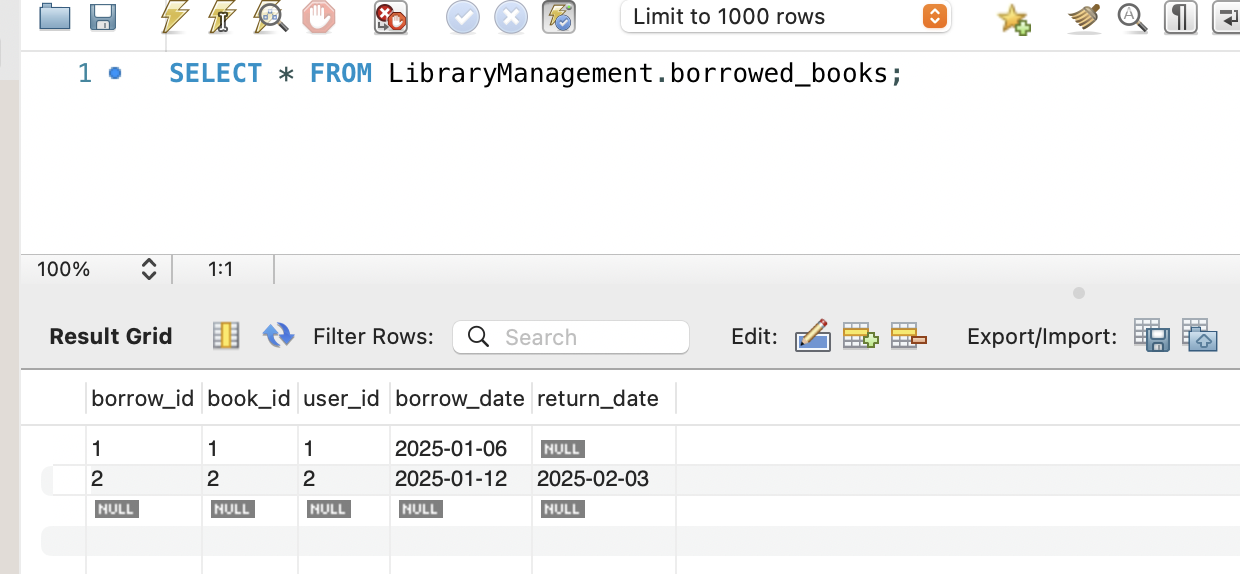 Limit to 1000 rows
1 SELECT * FROM LibraryManagement.borrowed_books;
100% 1:1
Result Grid Filter Rows: Search Edit: Export/Import:
borrow_id book_id user_id borrow_date return_date
1 1 1 2025-01-06 NULL
2 2 2 2025-01-12 2025-02-03
NULL NULL NULL NULL NULL